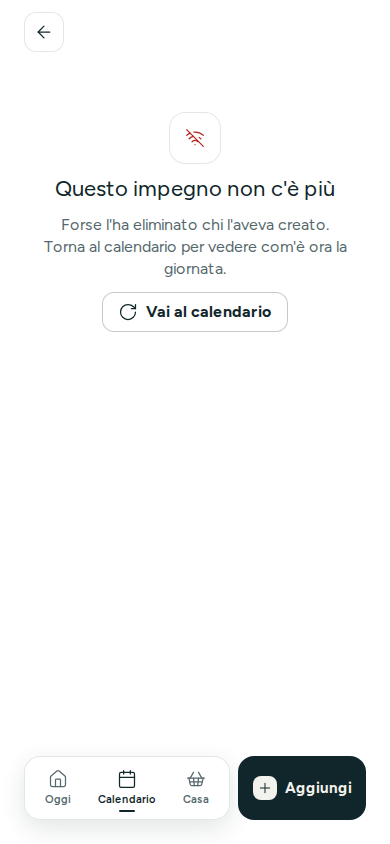 Questo impegno non c'è più
Forse l'ha eliminato chi l'aveva creato.
Torna al calendario per vedere com'è ora la
giornata.
Vai al calendario
Oggi
Calendario
Casa
Aggiungi